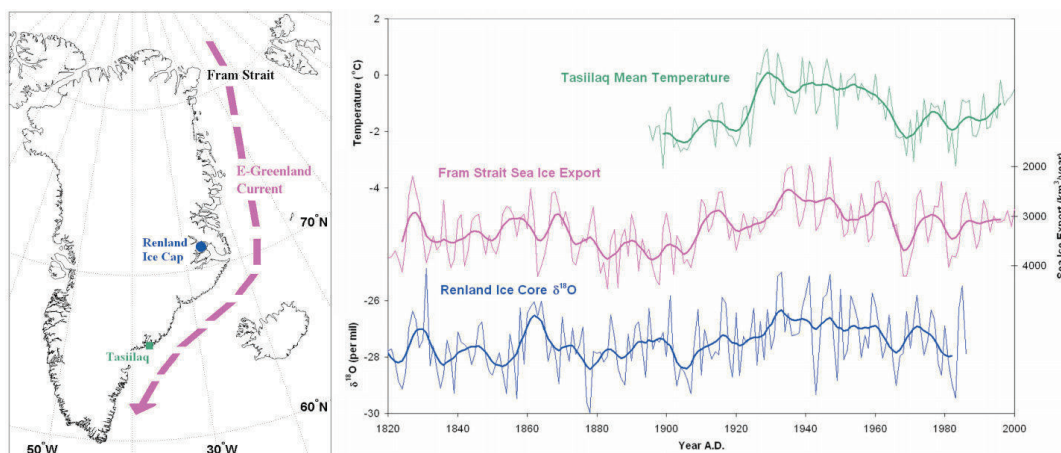 Fram Strait
E-Greenland
Current
70°N
Renland
Ice Cap
Tasiilaq
60°N
50°W
30°W
2
0
-2
-4
-26
-28
-30
Temperature (°C)
δ18O (per mil)
Tasiilaq Mean Temperature
Fram Strait Sea Ice Export
Renland Ice Core δ18O
2000
3000
4000
Sea Ice Export (km3/year)
1820
1840
1860
1880
1900
1920
1940
1960
1980
2000
Year A.D.